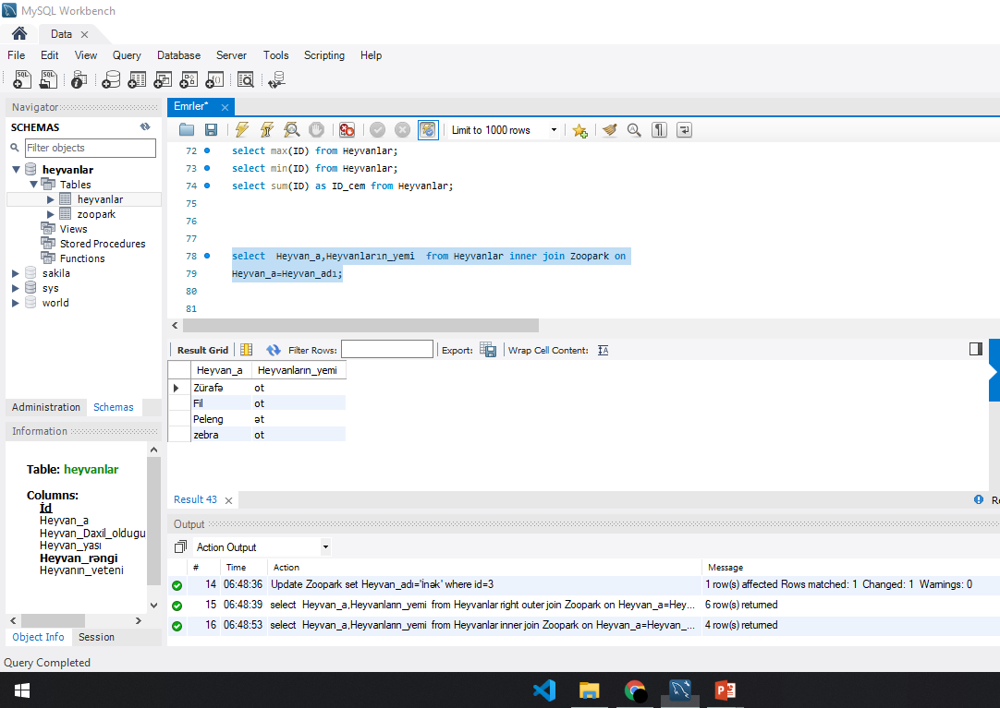 MySQL Workbench
Data
File Edit View Query Database Server Tools Scripting Help
Navigator
SCHEMAS
Filter objects
heyvanlar
Tables
heyvanlar
zoopark
Views
Stored Procedures
Functions
sakila
sys
world
Administration Schemas
Information
Table: heyvanlar
Columns:
İd
Heyvan_a
Heyvan_Daxil_oldugu
Heyvan_yası
Heyvan_rəngi
Heyvanın_veteni
Object Info Session
Emrler*
Limit to 1000 rows
72 select max(ID) from Heyvanlar;
73 select min(ID) from Heyvanlar;
74 select sum(ID) as ID_cem from Heyvanlar;
75
76
77
78 select Heyvan_a,Heyvanların_yemi from Heyvanlar inner join Zoopark on
79 Heyvan_a=Heyvan_adı;
80
81
Result Grid Filter Rows: Export: Wrap Cell Content:
Heyvan_a Heyvanların_yemi
Zürafə ot
Fil ot
Peleng ət
zebra ot
Result 43 Re
Output
Action Output
# Time Action Message
14 06:48:36 Update Zoopark set Heyvan_adı='İnək' where id=3 1 row(s) affected Rows matched: 1 Changed: 1 Warnings: 0
15 06:48:39 select Heyvan_a,Heyvanların_yemi from Heyvanlar right outer join Zoopark on Heyvan_a=Hey... 6 row(s) returned
16 06:48:53 select Heyvan_a,Heyvanların_yemi from Heyvanlar inner join Zoopark on Heyvan_a=Heyvan_... 4 row(s) returned
Query Completed